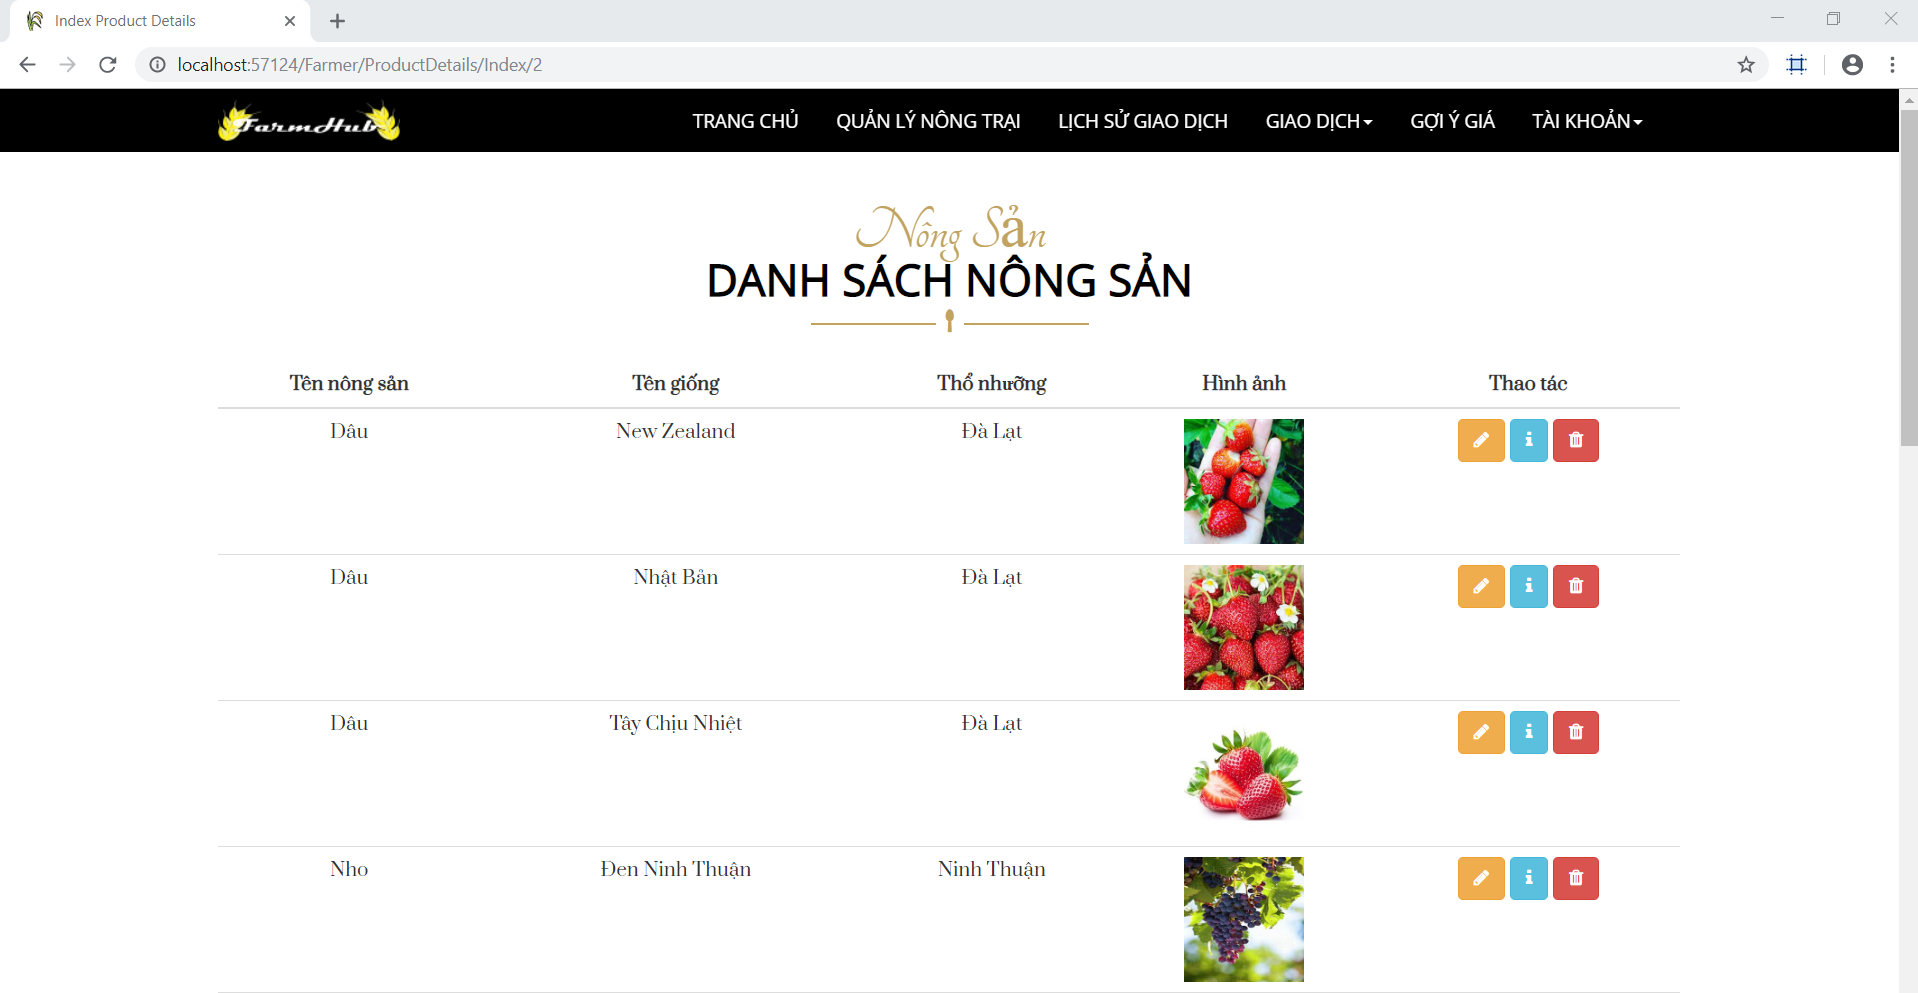 Index Product Details
localhost:57124/Farmer/ProductDetails/Index/2
FarmHub TRANG CHỦ QUẢN LÝ NÔNG TRẠI LỊCH SỬ GIAO DỊCH GIAO DỊCH GỢI Ý GIÁ TÀI KHOẢN
Nông Sản
DANH SÁCH NÔNG SẢN
Tên nông sản Tên giống Thổ nhưỡng Hình ảnh Thao tác
Dâu New Zealand Đà Lạt
Dâu Nhật Bản Đà Lạt
Dâu Tây Chịu Nhiệt Đà Lạt
Nho Đen Ninh Thuận Ninh Thuận